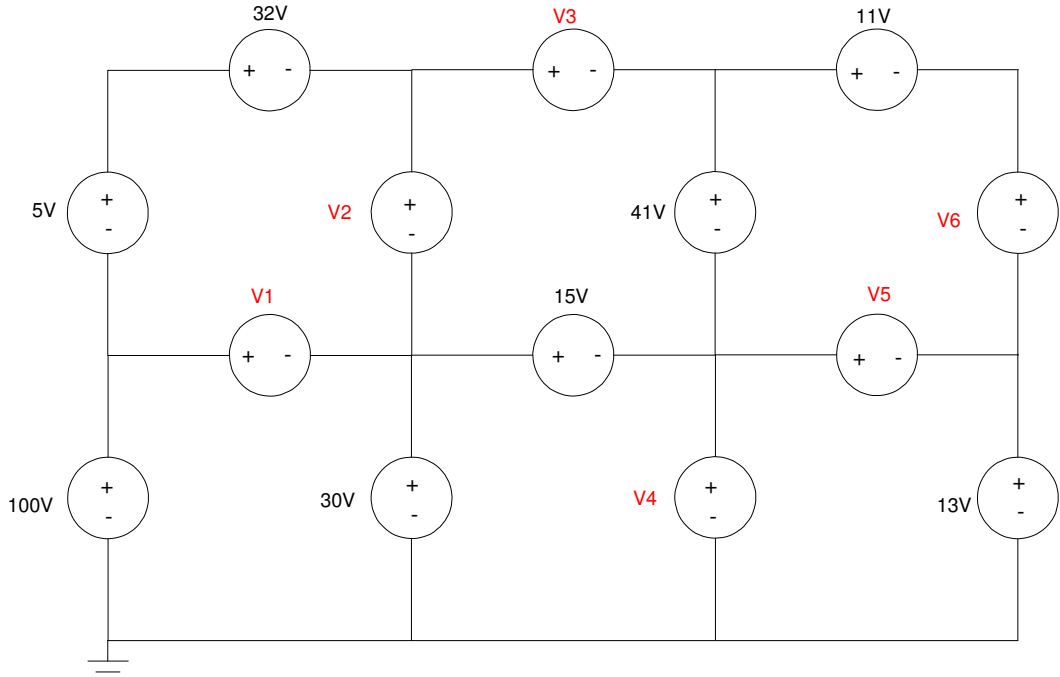 32V
V3
11V
+ -
+ -
+ -
5V
+
-
V2
+
-
41V
+
-
V6
+
-
V1
15V
V5
+ -
+ -
+ -
100V
+
-
30V
+
-
V4
+
-
13V
+
-